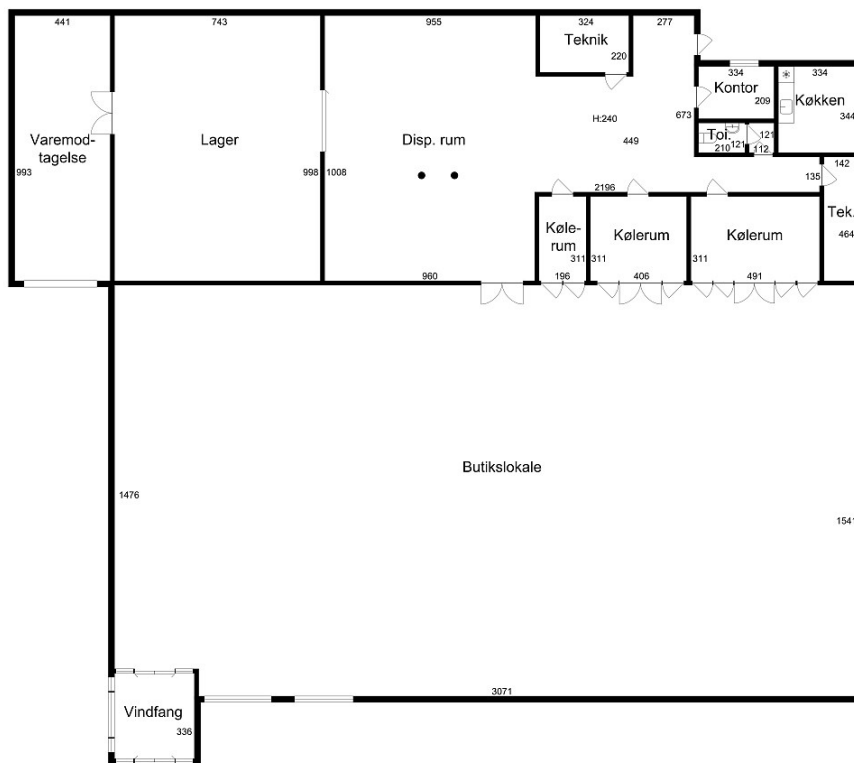 441
743
955
324
277
Teknik
220
334
334
Kontor
209
Køkken
344
H:240
673
Toi.
121
210
121
112
449
Varemod-
tagelse
Lager
Disp. rum
993
998
1008
2196
135
142
Tek.
464
Køle-
rum
311
Kølerum
311
Kølerum
311
960
196
406
491
Butikslokale
1476
1541
3071
Vindfang
336